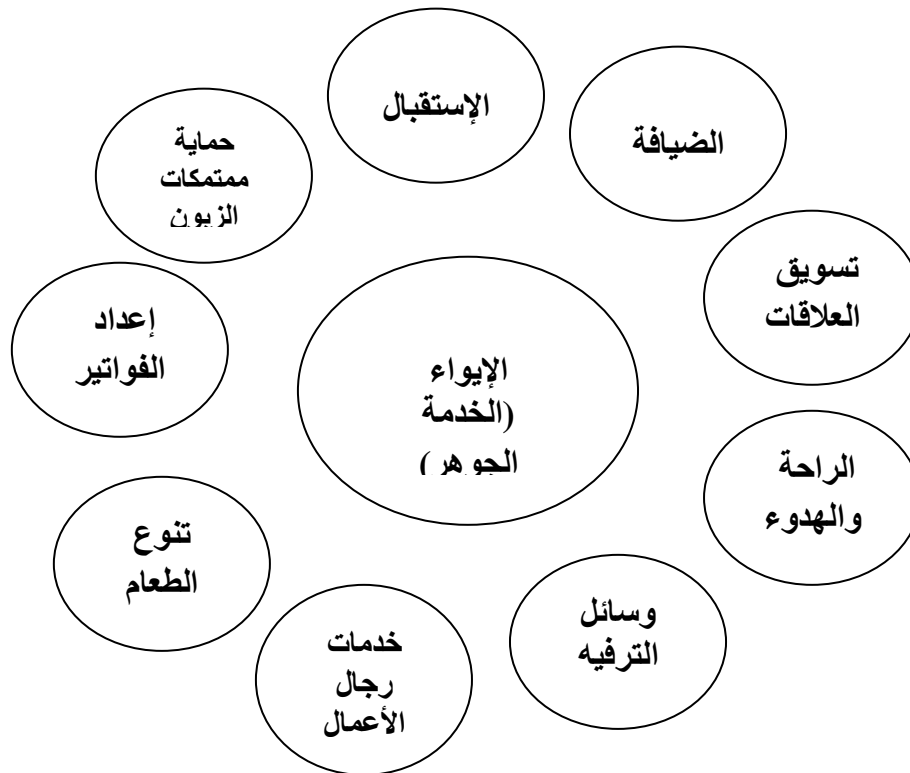 الإستقبال
الضيافة
حماية
ممتمكات
الزبون
تسويق
العلاقات
إعداد
الفواتير
الإيواء
(الخدمة
الجوهر)
الراحة
والهدوء
تنوع
الطعام
وسائل
الترفيه
خدمات
رجال
الأعمال